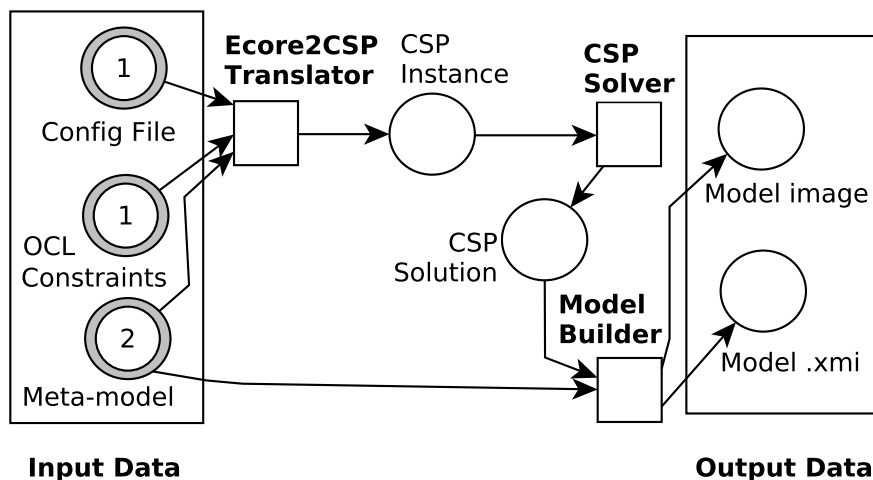 1
Config File
1
OCL
Constraints
2
Meta-model
Input Data
Ecore2CSP
Translator
CSP
Instance
CSP
Solver
CSP
Solution
Model
Builder
Model image
Model .xmi
Output Data